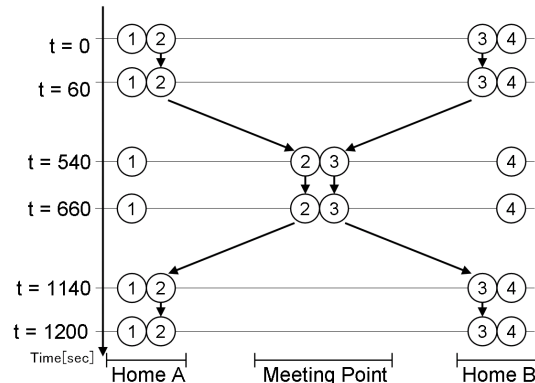 t = 0 1 2 3 4
t = 60 1 2 3 4
t = 540 1 2 3 4
t = 660 1 2 3 4
t = 1140 1 2 3 4
t = 1200 1 2 3 4
Time[sec]
Home A Meeting Point Home B